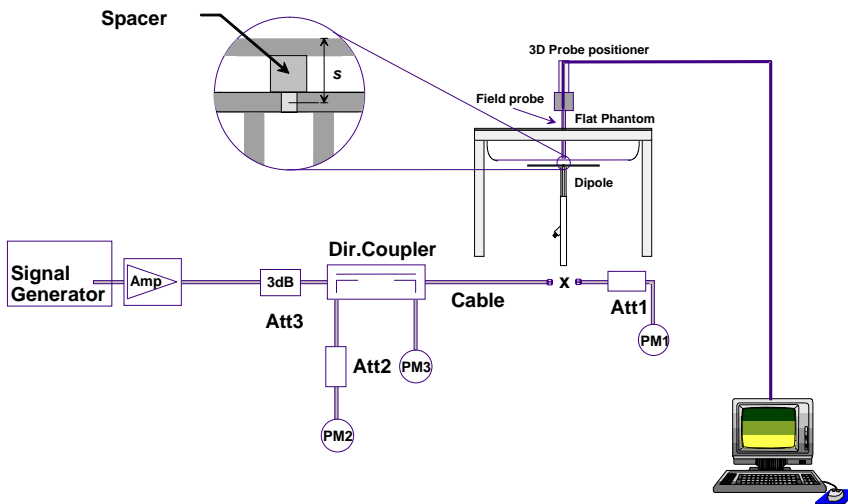 Spacer
s
3D Probe positioner
Field probe
Flat Phantom
Dipole
Signal
Generator
Amp
3dB
Att3
Dir.Coupler
Cable
x
Att1
PM1
Att2
PM3
PM2